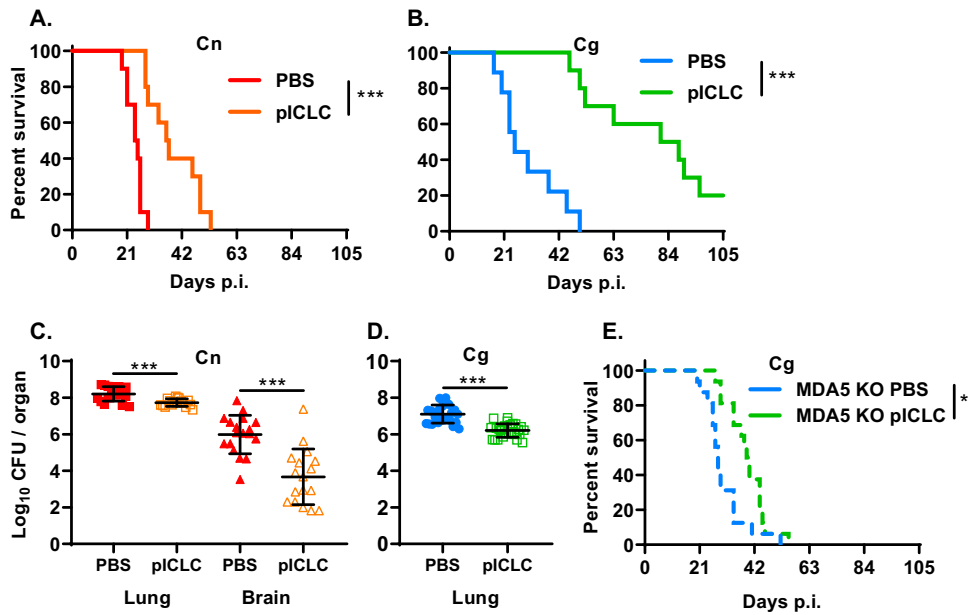 A.
Cn
PBS
pICLC
***
Percent survival
100
80
60
40
20
0
0 21 42 63 84 105
Days p.i.
B.
Cg
PBS
pICLC
***
Percent survival
100
80
60
40
20
0
0 21 42 63 84 105
Days p.i.
C.
Cn
***
***
Log10 CFU / organ
10
8
6
4
2
0
PBS pICLC PBS pICLC
Lung Brain
D.
Cg
***
10
8
6
4
2
0
PBS pICLC
Lung
E.
Cg
MDA5 KO PBS
MDA5 KO pICLC
*
Percent survival
100
80
60
40
20
0
0 21 42 63 84 105
Days p.i.